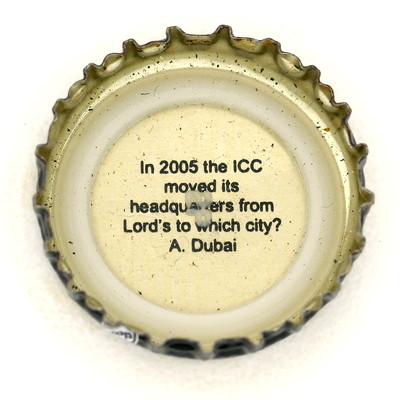 In 2005 the ICC
moved its
headquarters from
Lord's to which city?
A. Dubai